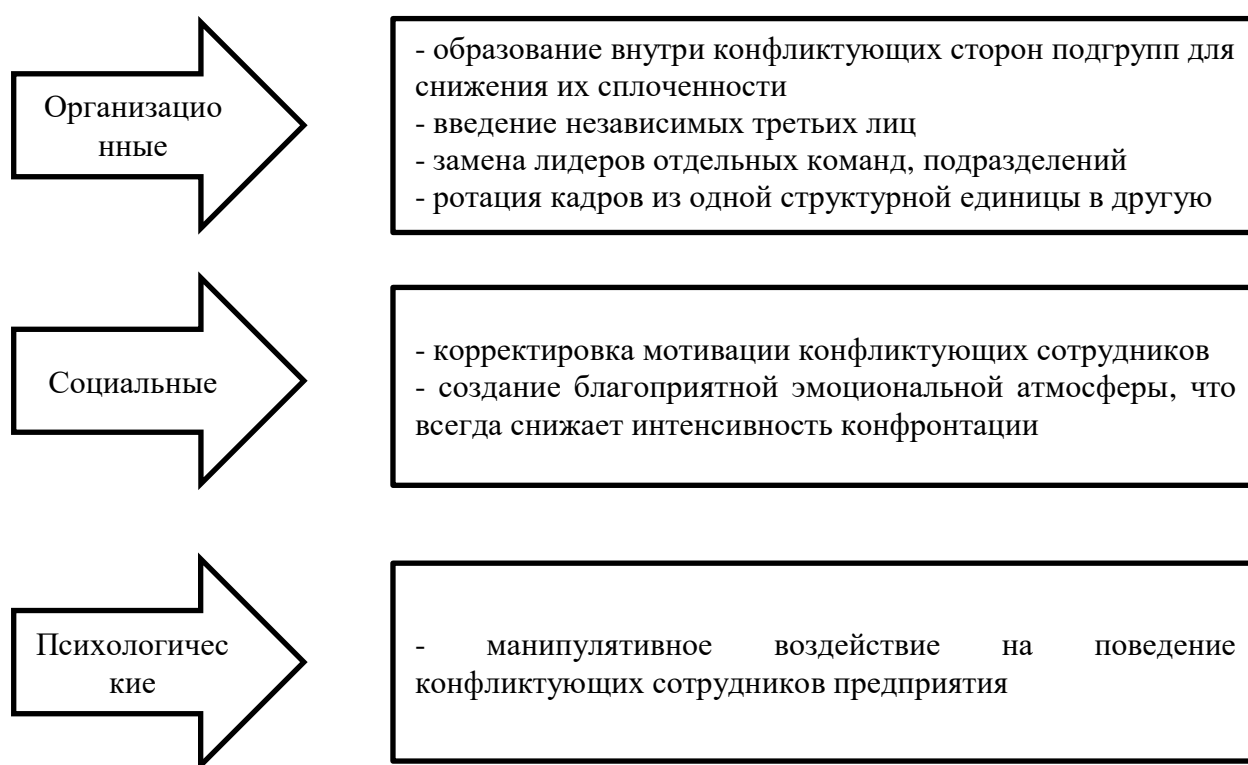 Организацио
нные
- образование внутри конфликтующих сторон подгрупп для
снижения их сплоченности
- введение независимых третьих лиц
- замена лидеров отдельных команд, подразделений
- ротация кадров из одной структурной единицы в другую
Социальные
- корректировка мотивации конфликтующих сотрудников
- создание благоприятной эмоциональной атмосферы, что
всегда снижает интенсивность конфронтации
Психологичес
кие
- манипулятивное воздействие на поведение
конфликтующих сотрудников предприятия